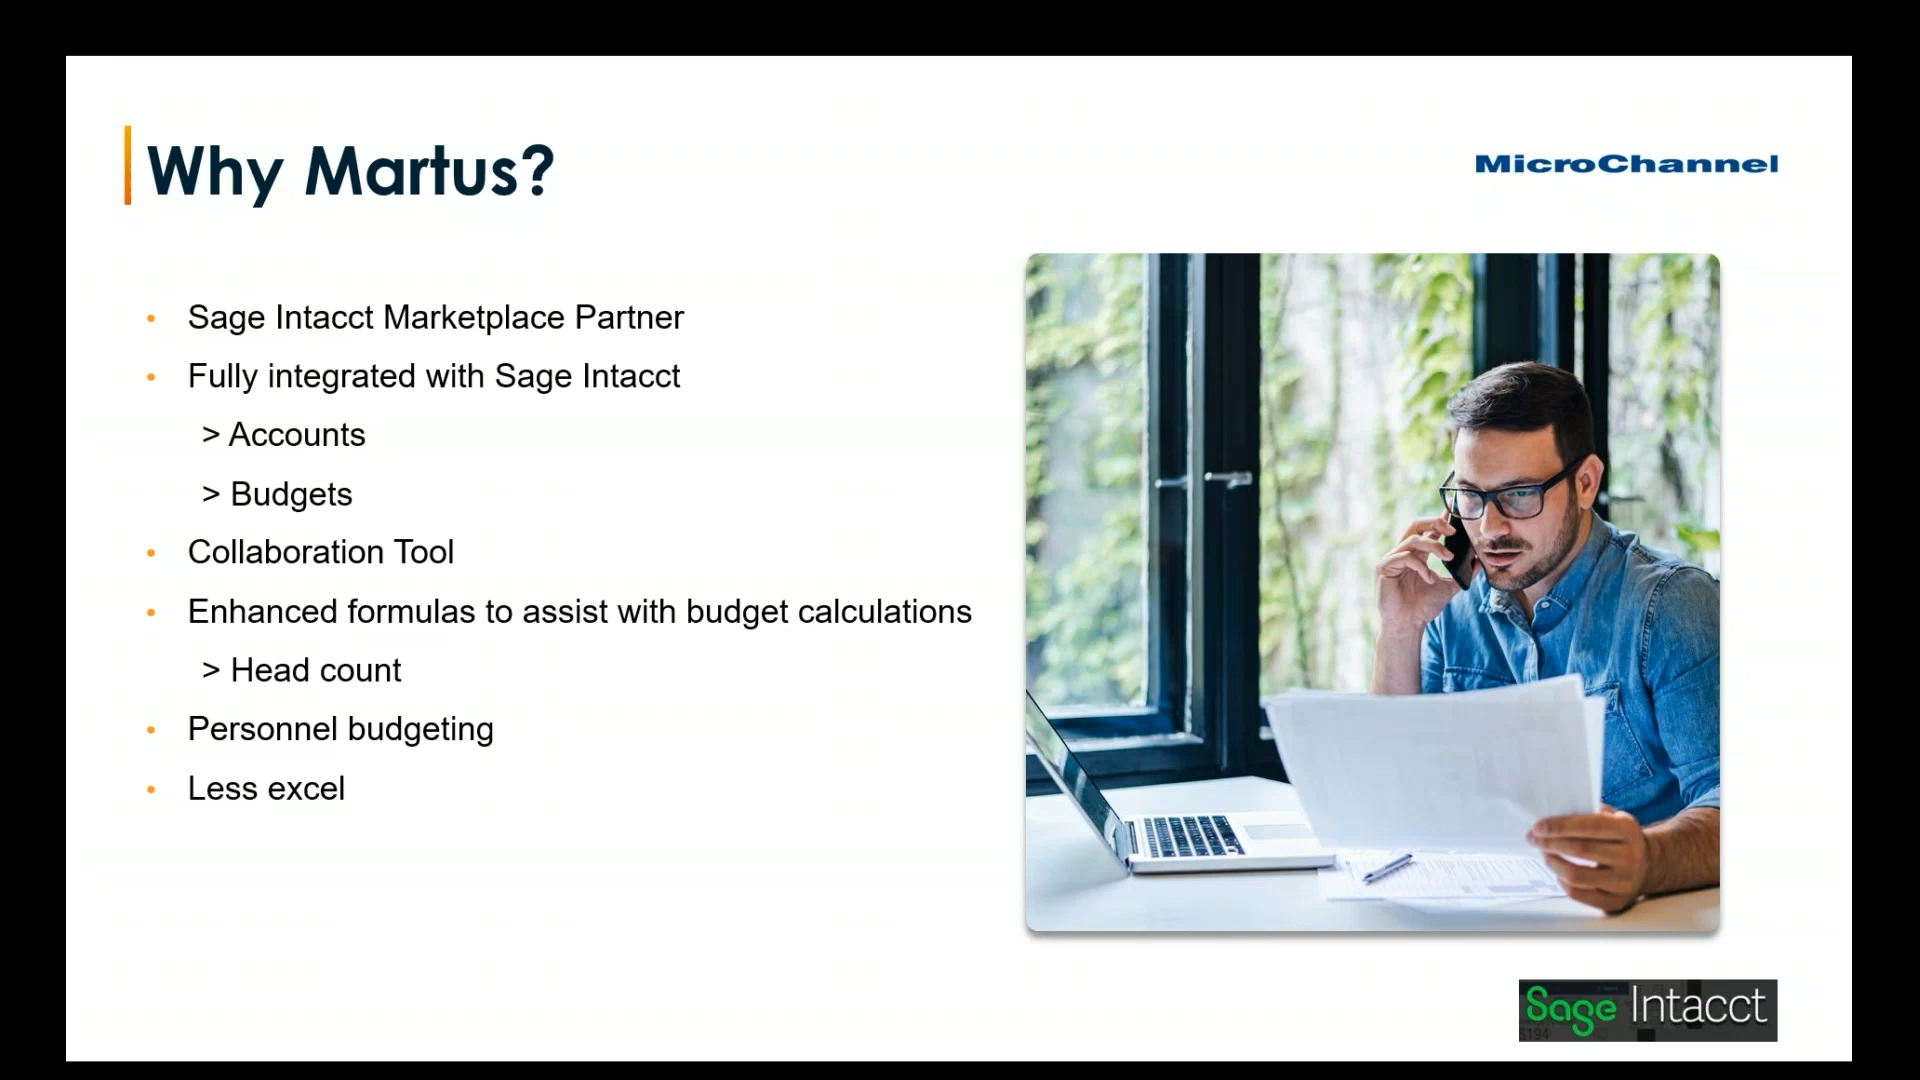 Why Martus?
MicroChannel
• Sage Intacct Marketplace Partner
• Fully integrated with Sage Intacct
> Accounts
> Budgets
• Collaboration Tool
• Enhanced formulas to assist with budget calculations
> Head count
• Personnel budgeting
• Less excel
Sage Intacct
$194